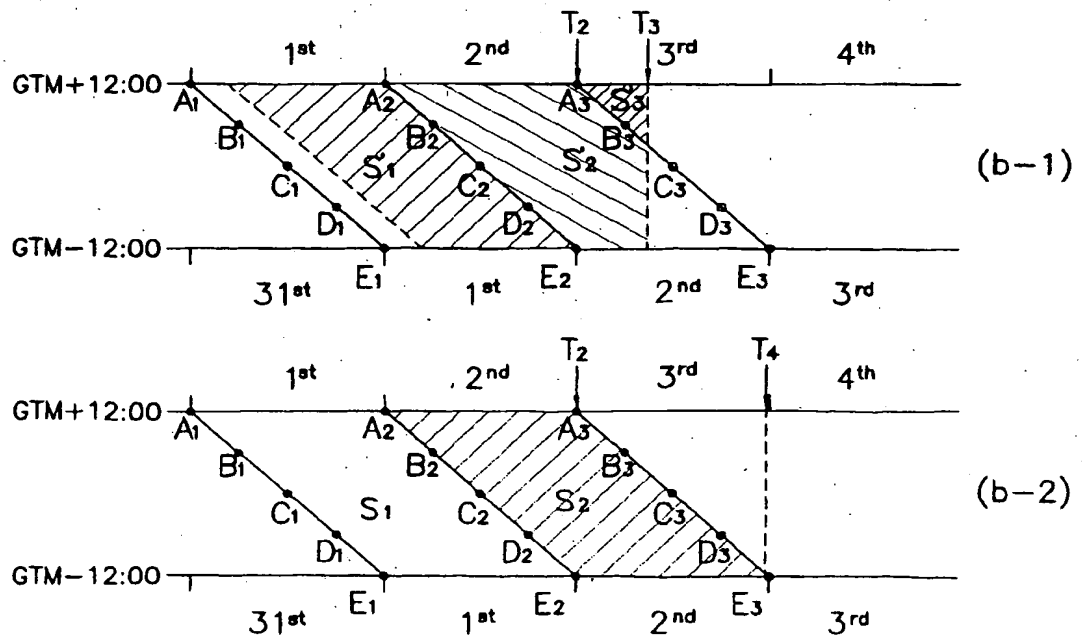 T2 T3
1st 2nd 3rd 4th
GTM+12:00
A1 A2 A3 S'3
B1 B2 B3
S'1 S'2 (b-1)
C1 C2 C3
D1 D2 D3
GTM-12:00
E1 E2 E3
31st 1st 2nd 3rd
T2 T4
1st 2nd 3rd 4th
GTM+12:00
A1 A2 A3
B1 B2 B3
C1 S1 C2 S2 C3 (b-2)
D1 D2 D3
GTM-12:00
E1 E2 E3
31st 1st 2nd 3rd